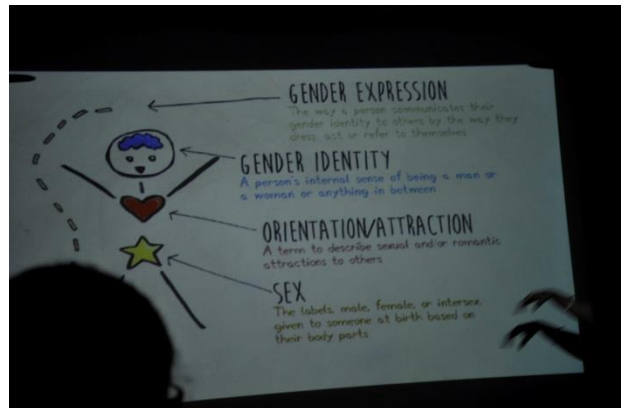 GENDER EXPRESSION
The way a person communicates their
gender identity to others by the way they
dress, act or refer to themselves
GENDER IDENTITY
A person's internal sense of being a man or
a woman or anything in between
ORIENTATION/ATTRACTION
A term to describe sexual and/or romantic
attractions to others
SEX
The labels, male, female, or intersex,
given to someone at birth based on
their body parts